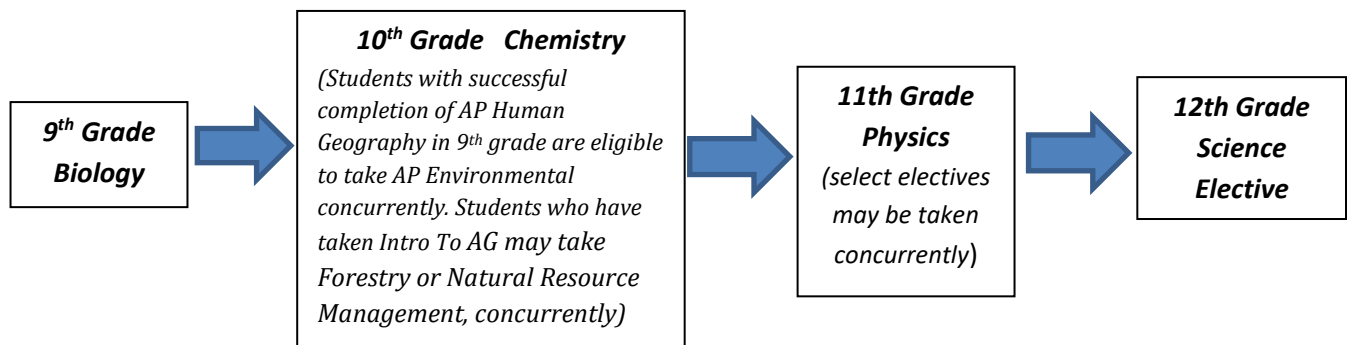 9th Grade
Biology
10th Grade Chemistry
(Students with successful
completion of AP Human
Geography in 9th grade are eligible
to take AP Environmental
concurrently. Students who have
taken Intro To AG may take
Forestry or Natural Resource
Management, concurrently)
11th Grade
Physics
(select electives
may be taken
concurrently)
12th Grade
Science
Elective